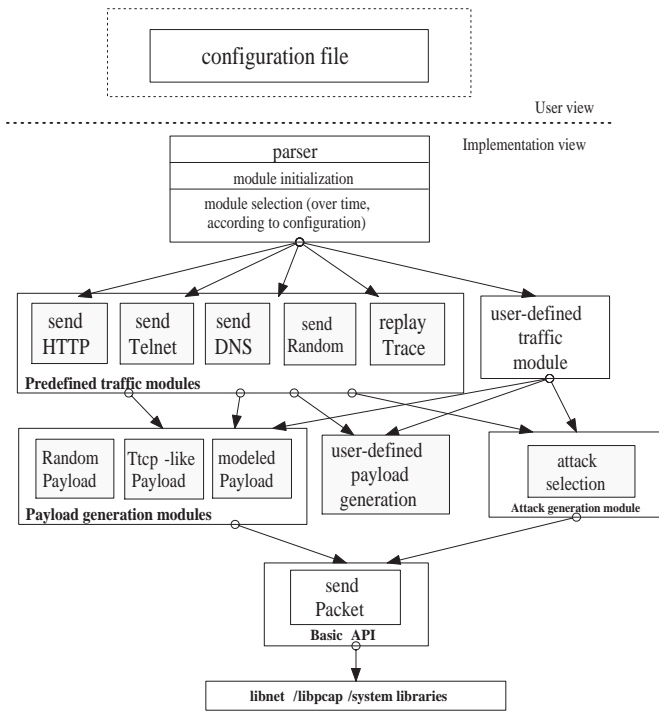 configuration file
User view
Implementation view
parser
module initialization
module selection (over time,
according to configuration)
send
HTTP
send
Telnet
send
DNS
send
Random
replay
Trace
Predefined traffic modules
user-defined
traffic
module
Random
Payload
Ttcp -like
Payload
modeled
Payload
Payload generation modules
user-defined
payload
generation
attack
selection
Attack generation module
send
Packet
Basic API
libnet /libpcap /system libraries